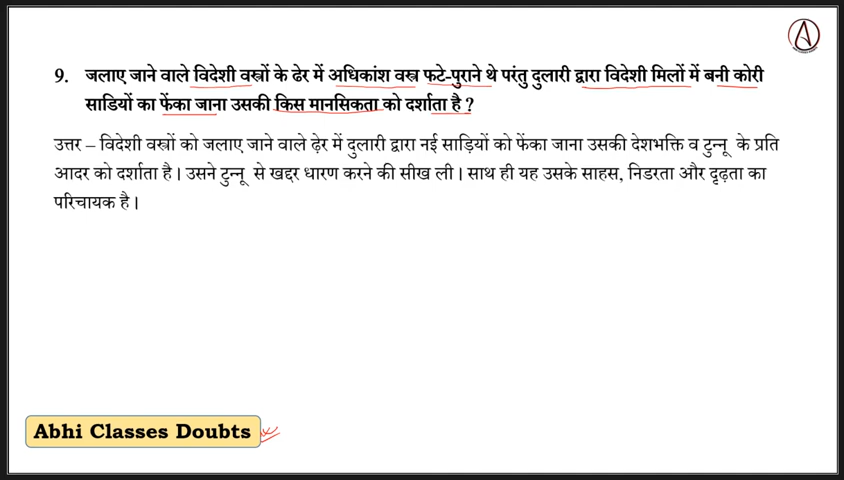 9. जलाए जाने वाले विदेशी वस्त्रों के ढेर में अधिकांश वस्त्र फटे-पुराने थे परंतु दुलारी द्वारा विदेशी मिलों में बनी कोरी
साडियों का फेंका जाना उसकी किस मानसिकता को दर्शाता है ?
उत्तर – विदेशी वस्त्रों को जलाए जाने वाले ढ़ेर में दुलारी द्वारा नई साड़ियों को फेंका जाना उसकी देशभक्ति व टुन्नू के प्रति
आदर को दर्शाता है। उसने टुन्नू से खद्दर धारण करने की सीख ली। साथ ही यह उसके साहस, निडरता और दृढ़ता का
परिचायक है।
Abhi Classes Doubts